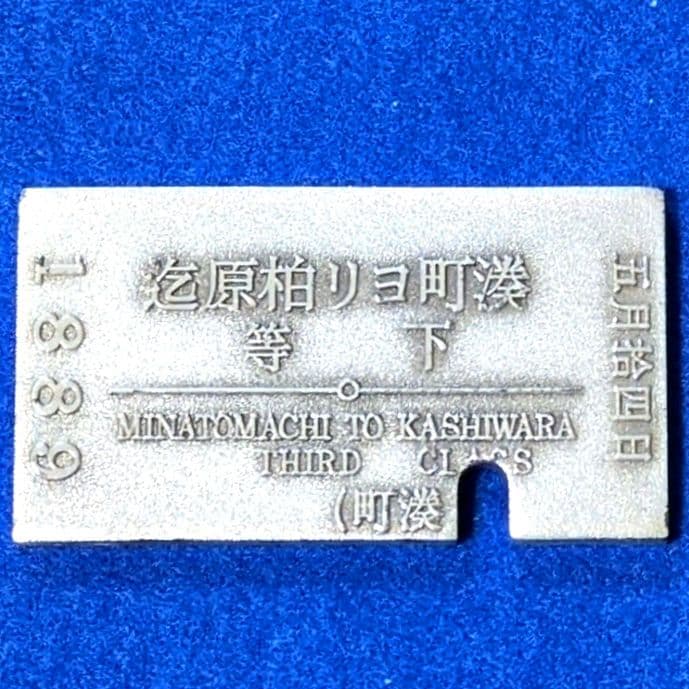 湊町ヨリ柏原迄
下等
MINATOMACHI TO KASHIWARA
THIRD CLASS
湊町)
五月拾四日
1889